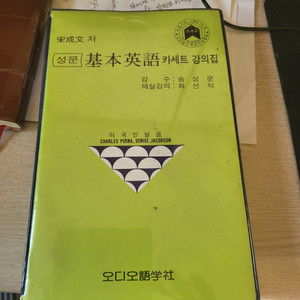 宋成文 저
성문 基本英語 카세트 강의집
감 수 : 송 성 문
해설강의 : 최 선 식
미 국 인 발 음
CHARLES PERNA, DENISE JACOBSON
오디오語学社